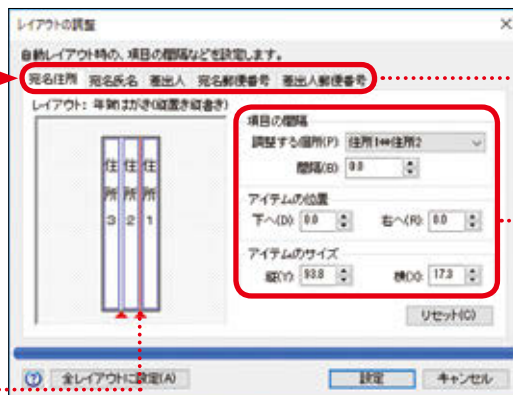 レイアウトの調整
自動レイアウト時の、項目の間隔などを設定します。
宛名住所 宛名氏名 差出人 宛名郵便番号 差出人郵便番号
レイアウト: 年賀はがき(縦置き縦書き)
住所3 住所2 住所1
項目の間隔
調整する個所(P) 住所1⇔住所2
間隔(B) 0.0
アイテムの位置
下へ(D) 0.0 右へ(R) 0.0
アイテムのサイズ
縦(Y) 93.8 横(X) 17.3
リセット(C)
全レイアウトに設定(A) 設定 キャンセル